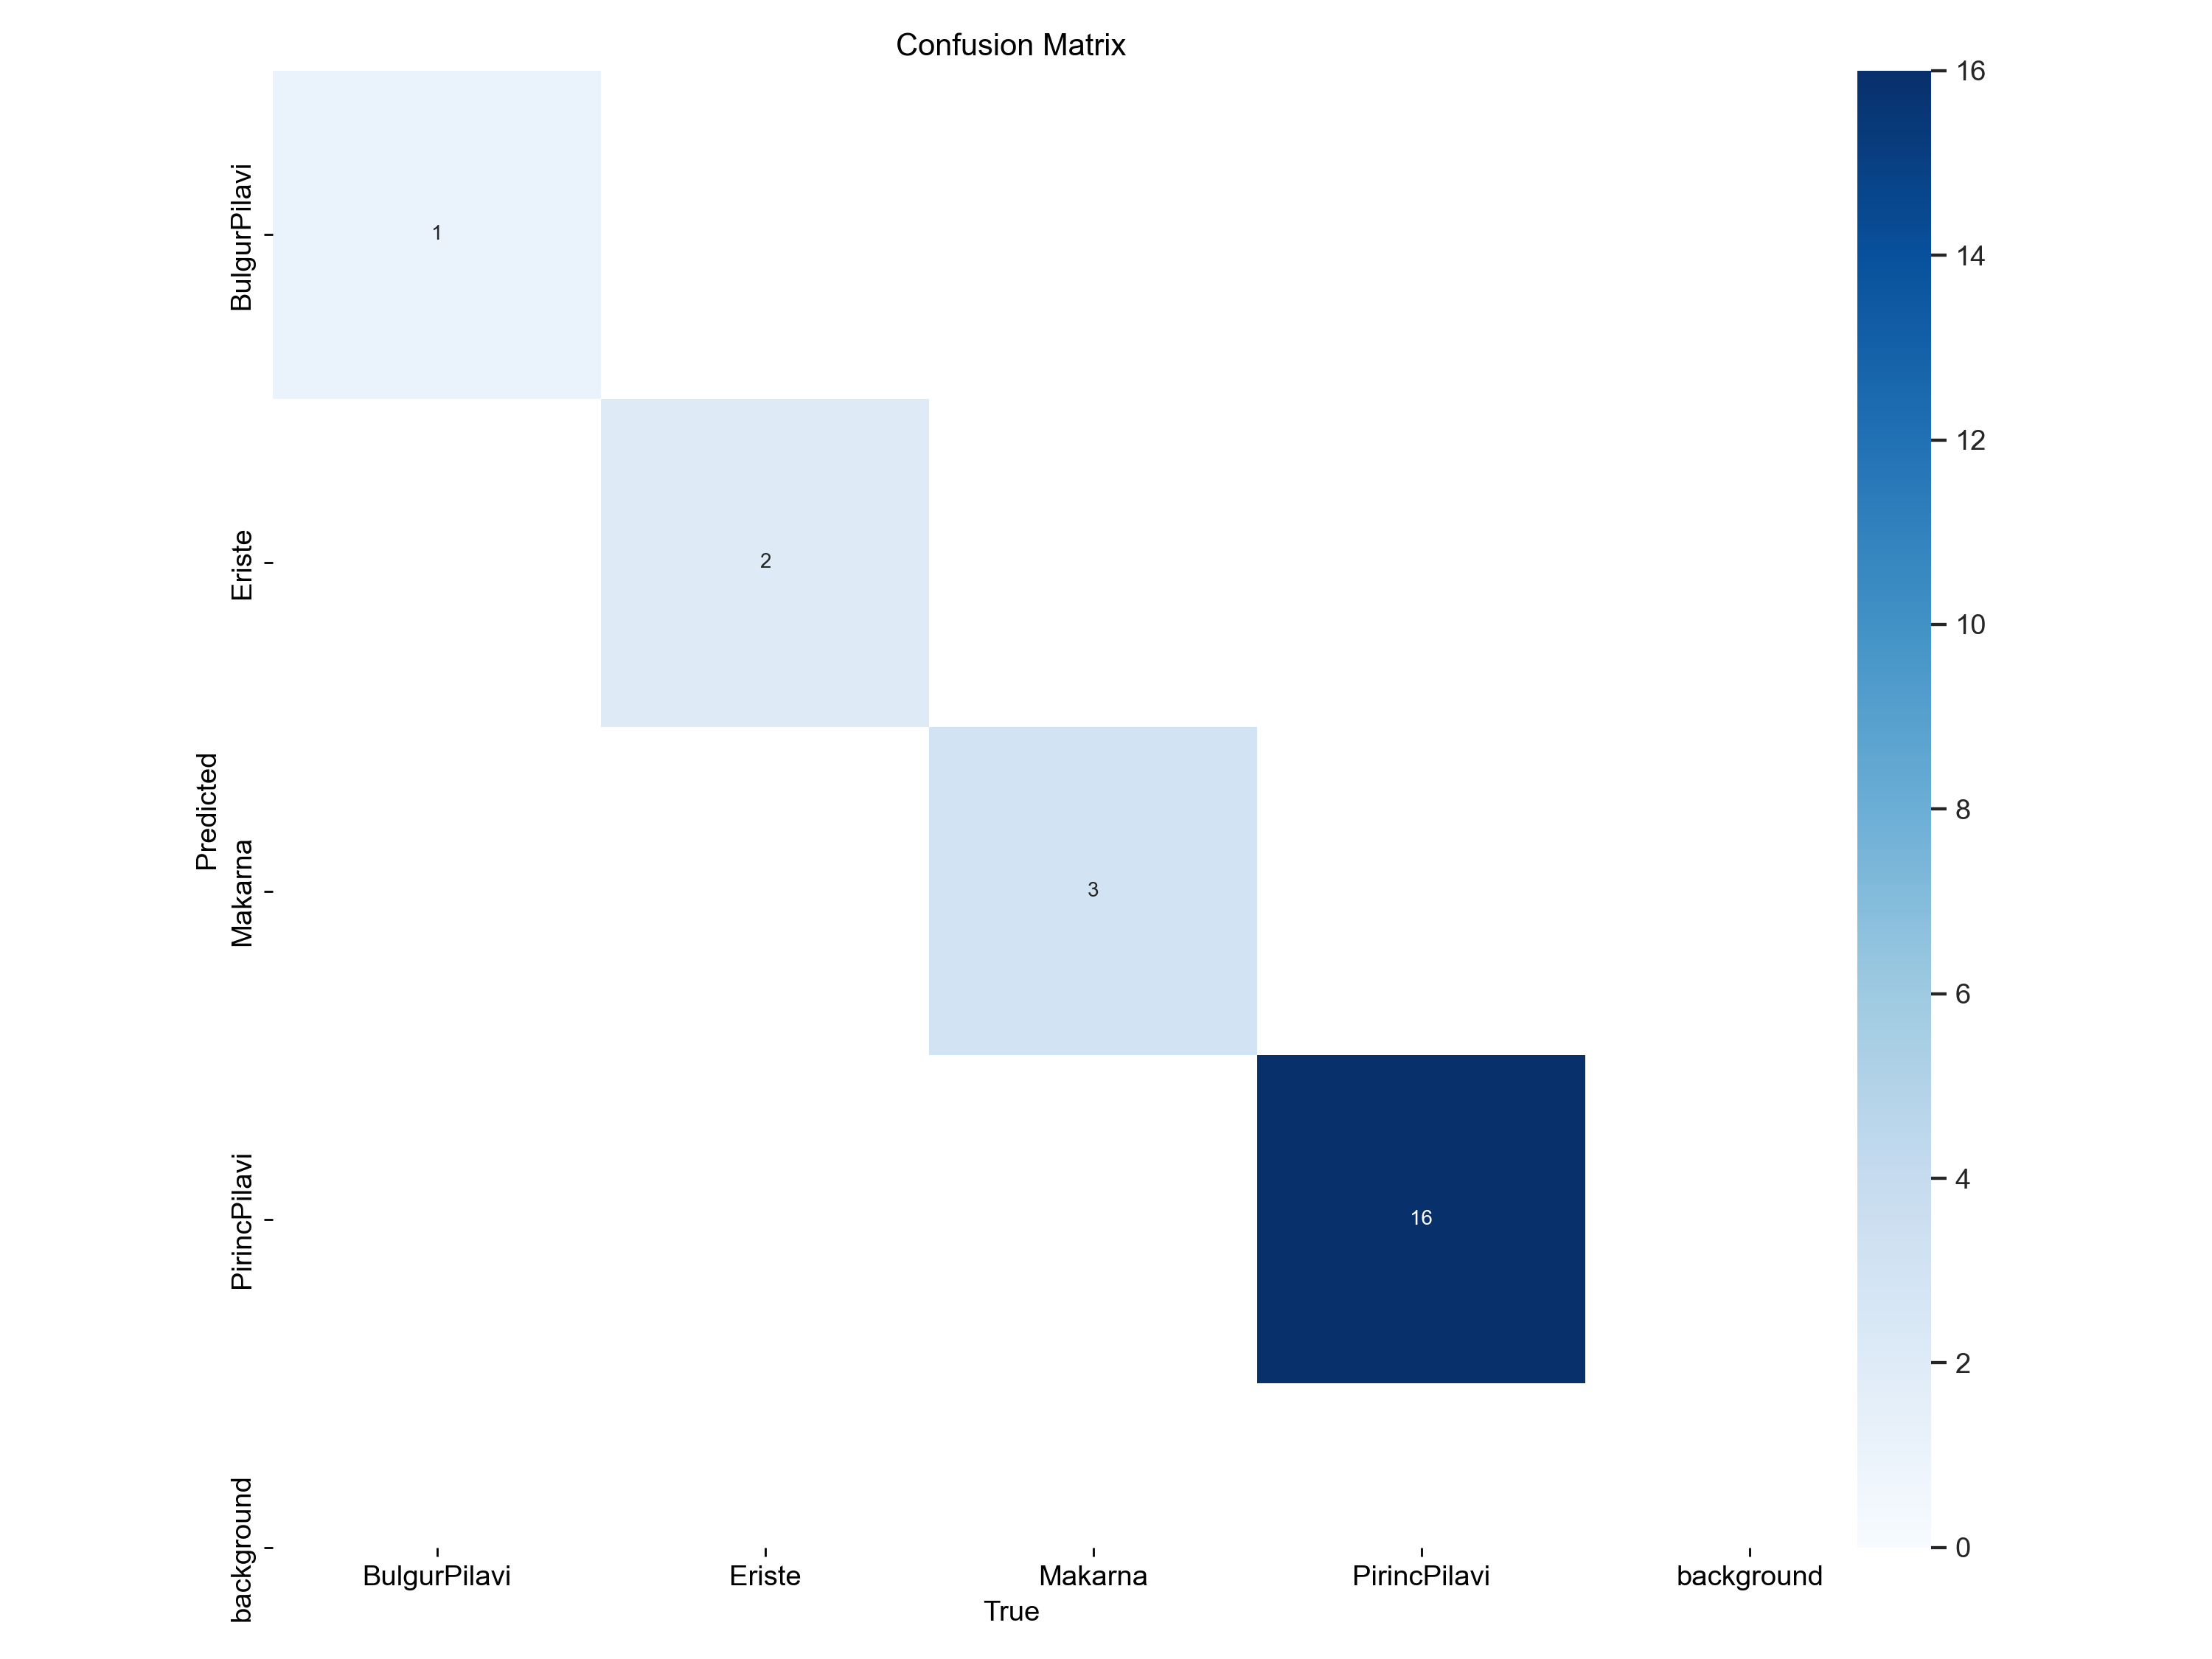 Confusion Matrix
Predicted
BulgurPilavi
Eriste
Makarna
PirincPilavi
background
1
2
3
16
BulgurPilavi Eriste Makarna PirincPilavi background
True
16
14
12
10
8
6
4
2
0